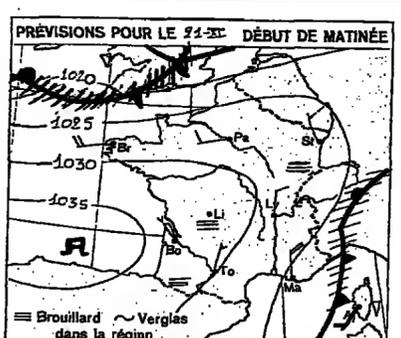 PRÉVISIONS POUR LE 21-XI DÉBUT DE MATINÉE
1020
1025
1030
1035
Br
Pa
St
Li
L
Bo
To
Ma
A
Brouillard Verglas
dans la région